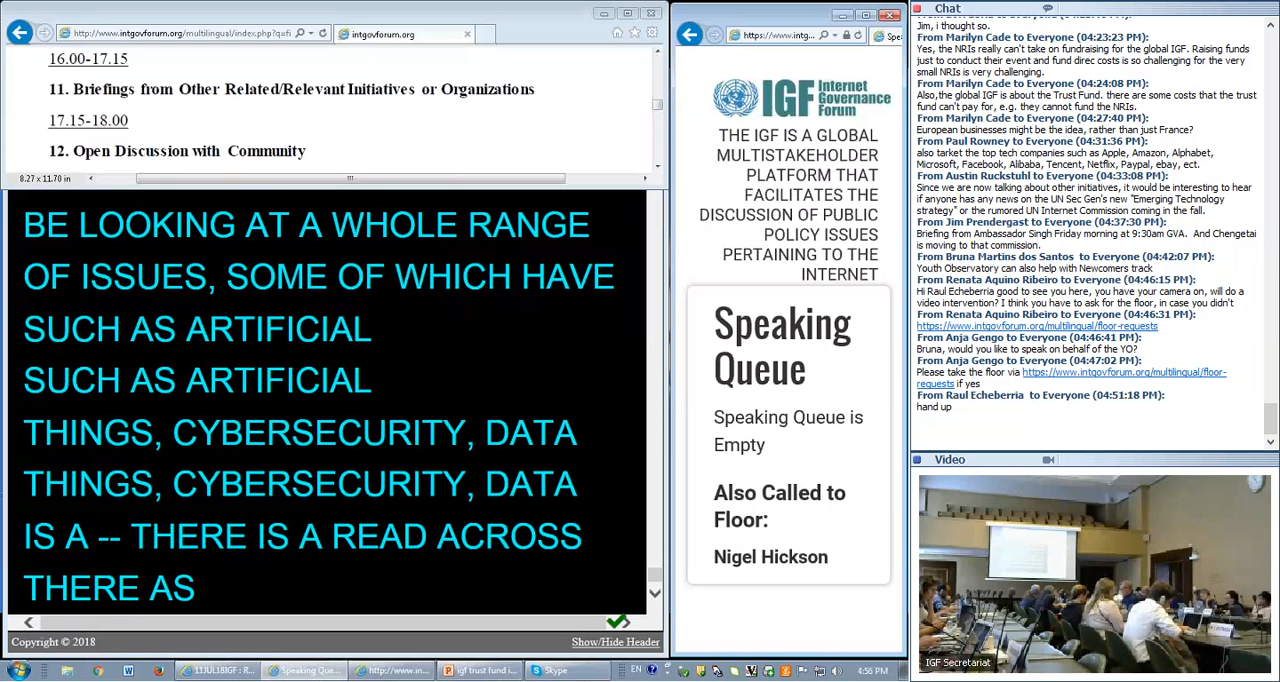 http://www.intgovforum.org/multilingual/index.php?q=fi
intgovforum.org
16.00-17.15
11. Briefings from Other Related/Relevant Initiatives or Organizations
17.15-18.00
12. Open Discussion with Community
8.27 x 11.70 in
BE LOOKING AT A WHOLE RANGE
OF ISSUES, SOME OF WHICH HAVE
SUCH AS ARTIFICIAL
SUCH AS ARTIFICIAL
THINGS, CYBERSECURITY, DATA
THINGS, CYBERSECURITY, DATA
IS A -- THERE IS A READ ACROSS
THERE AS
Copyright © 2018
Show/Hide Header
https://www.intg...
Spe
IGF Internet Governance Forum
THE IGF IS A GLOBAL
MULTISTAKEHOLDER
PLATFORM THAT
FACILITATES THE
DISCUSSION OF PUBLIC
POLICY ISSUES
PERTAINING TO THE
INTERNET
Speaking
Queue
Speaking Queue is
Empty
Also Called to
Floor:
Nigel Hickson
Chat
Jim, i thought so.
From Marilyn Cade to Everyone (04:23:23 PM):
Yes, the NRIs really can't take on fundraising for the global IGF. Raising funds
just to conduct their event and fund direc costs is so challenging for the very
small NRIs is very challenging.
From Marilyn Cade to Everyone (04:24:08 PM):
Also,the global IGF is about the Trust Fund. there are some costs that the trust
fund can't pay for, e.g. they cannot fund the NRIs.
From Marilyn Cade to Everyone (04:27:40 PM):
European businesses might be the idea, rather than just France?
From Paul Rowney to Everyone (04:31:36 PM):
also tarket the top tech companies such as Apple, Amazon, Alphabet,
Microsoft, Facebook, Alibaba, Tencent, Netflix, Paypal, ebay, ect.
From Austin Ruckstuhl to Everyone (04:33:08 PM):
Since we are now talking about other initiatives, it would be interesting to hear
if anyone has any news on the UN Sec Gen's new "Emerging Technology
strategy" or the rumored UN Internet Commission coming in the fall.
From Jim Prendergast to Everyone (04:37:30 PM):
Briefing from Ambassador Singh Friday morning at 9:30am GVA. And Chengetai
is moving to that commission.
From Bruna Martins dos Santos to Everyone (04:42:07 PM):
Youth Observatory can also help with Newcomers track
From Renata Aquino Ribeiro to Everyone (04:46:15 PM):
Hi Raul Echeberria good to see you here, you have your camera on, will do a
video intervention? I think you have to ask for the floor, in case you didn't
From Renata Aquino Ribeiro to Everyone (04:46:31 PM):
https://www.intgovforum.org/multilingual/floor-requests
From Anja Gengo to Everyone (04:46:41 PM):
Bruna, would you like to speak on behalf of the YO?
From Anja Gengo to Everyone (04:47:02 PM):
Please take the floor via https://www.intgovforum.org/multilingual/floor-
requests if yes
From Raul Echeberria to Everyone (04:51:18 PM):
hand up
Video
IGF Secretariat
11JUL18IGF : R...
Speaking Que...
http://www.in...
igf trust fund i...
Skype
EN
4:56 PM